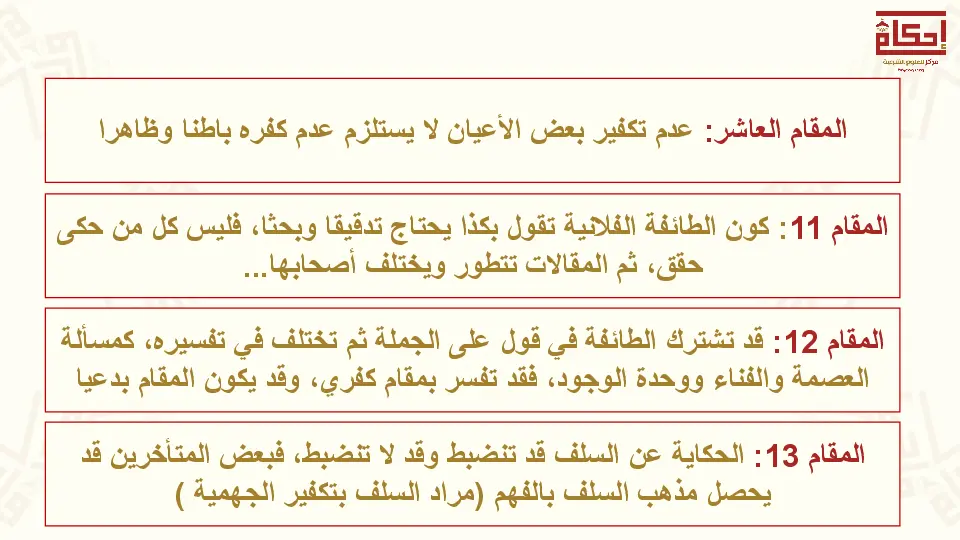 إحكام
مركز للعلوم الشرعية
المقام العاشر: عدم تكفير بعض الأعيان لا يستلزم عدم كفره باطنا وظاهرا
المقام 11: كون الطائفة الفلانية تقول بكذا يحتاج تدقيقا وبحثا، فليس كل من حكى
حقق، ثم المقالات تتطور ويختلف أصحابها...
المقام 12: قد تشترك الطائفة في قول على الجملة ثم تختلف في تفسيره، كمسألة
العصمة والفناء ووحدة الوجود، فقد تفسر بمقام كفري، وقد يكون المقام بدعيا
المقام 13: الحكاية عن السلف قد تنضبط وقد لا تنضبط، فبعض المتأخرين قد
يحصل مذهب السلف بالفهم (مراد السلف بتكفير الجهمية )